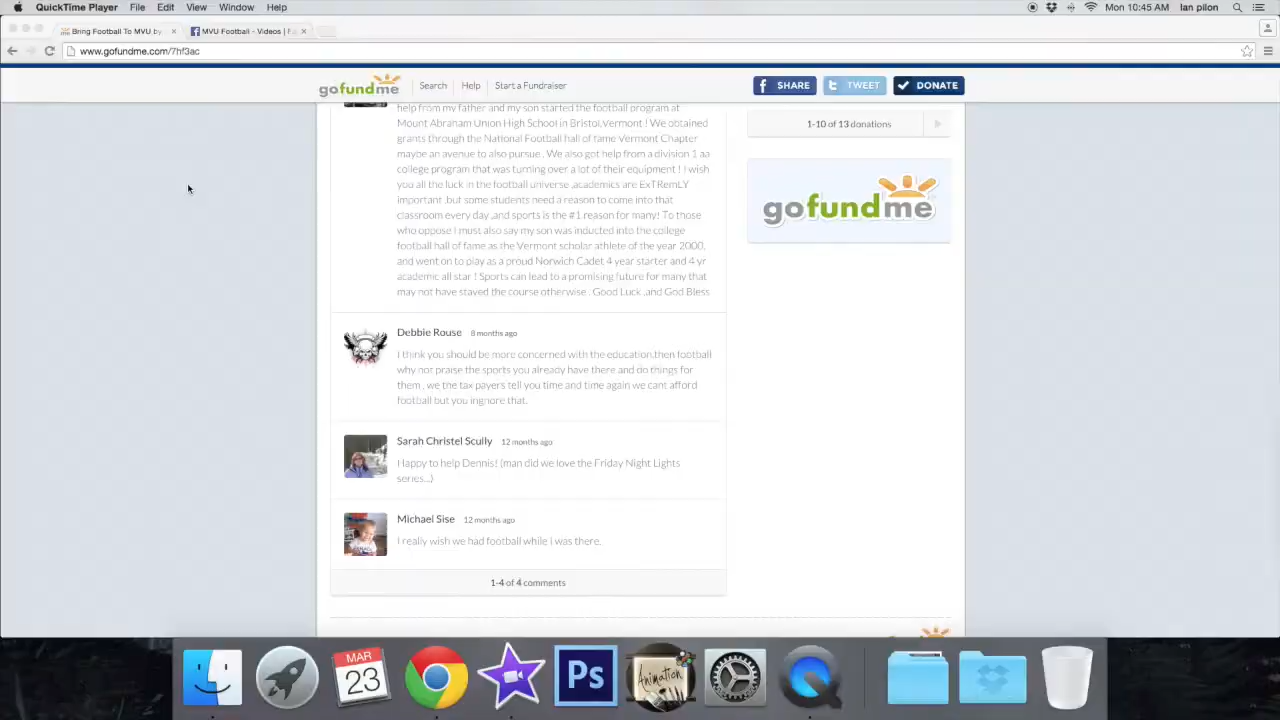 QuickTime Player File Edit View Window Help Mon 10:45 AM Ian pilon
Bring Football To MVU by MVU Football - Videos | Fa
www.gofundme.com/7hf3ac
gofundme Search Help Start a Fundraiser SHARE TWEET DONATE
help from my father and my son started the football program at
Mount Abraham Union High School in Bristol,Vermont ! We obtained
grants through the National Football hall of fame Vermont Chapter
maybe an avenue to also pursue . We also got help from a division 1 aa
college program that was turning over a lot of their equipment ! I wish
you all the luck in the football universe ,academics are ExTRemLY
important ,but some students need a reason to come into that
classroom every day ,and sports is the #1 reason for many! To those
who oppose I must also say my son was inducted into the college
football hall of fame as the Vermont scholar athlete of the year 2000,
and went on to play as a proud Norwich Cadet 4 year starter and 4 yr
academic all star ! Sports can lead to a promising future for many that
may not have stayed the course otherwise . Good Luck ,and God Bless
1-10 of 13 donations
gofundme
Debbie Rouse 8 months ago
I think you should be more concerned with the education,then football
why not praise the sports you already have there and do things for
them , we the tax payers tell you time and time again we cant afford
football but you ingnore that.
Sarah Christel Scully 12 months ago
Happy to help Dennis! (man did we love the Friday Night Lights
series...)
Michael Sise 12 months ago
I really wish we had football while i was there.
1-4 of 4 comments
MAR
23
Ps
Animation